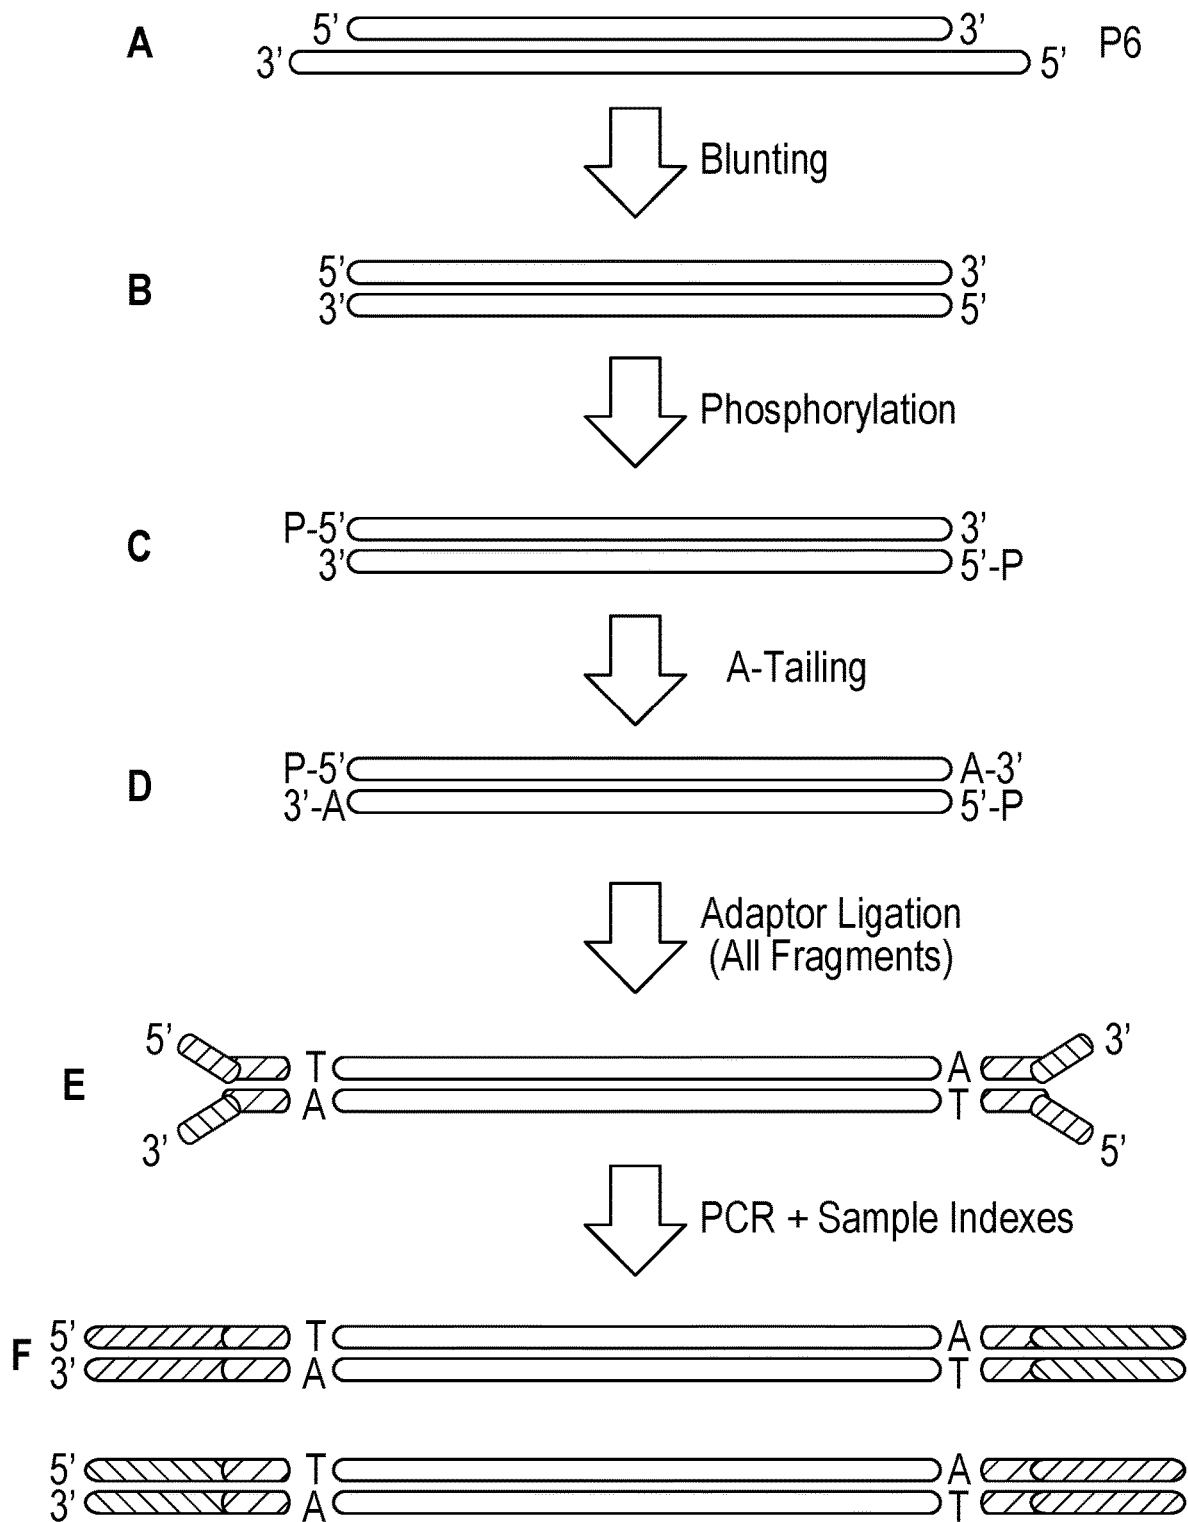 A 5’ 3’ P6
3’ 5’
Blunting
B 5’ 3’
3’ 5’
Phosphorylation
C P-5’ 3’
3’ 5’-P
A-Tailing
D P-5’ A-3’
3’-A 5’-P
Adaptor Ligation
(All Fragments)
5’ 3’
E T A
A T
3’ 5’
PCR + Sample Indexes
F 5’ T A
3’ A T
5’ T A
3’ A T